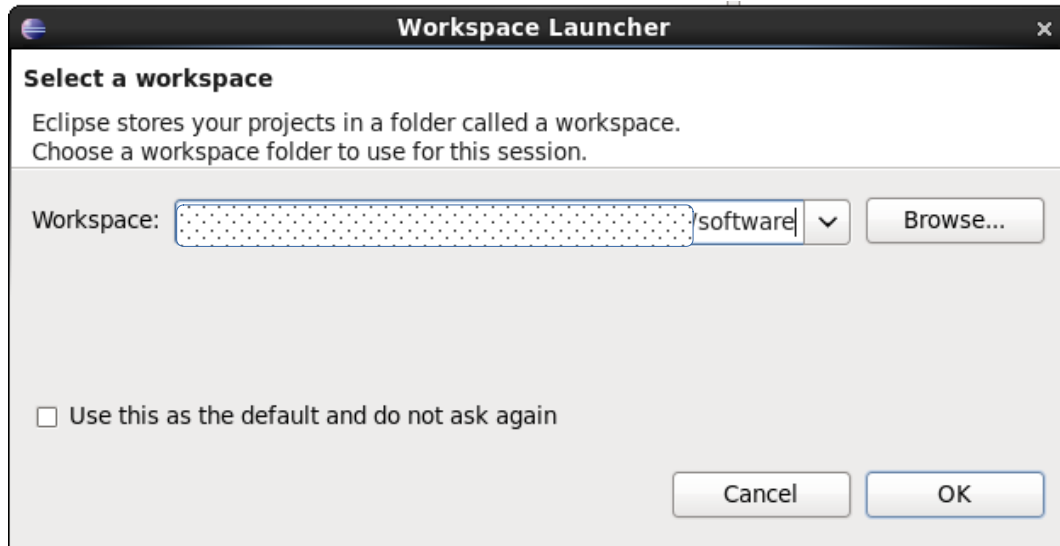 Workspace Launcher
Select a workspace
Eclipse stores your projects in a folder called a workspace.
Choose a workspace folder to use for this session.
Workspace: /software Browse...
Use this as the default and do not ask again
Cancel OK